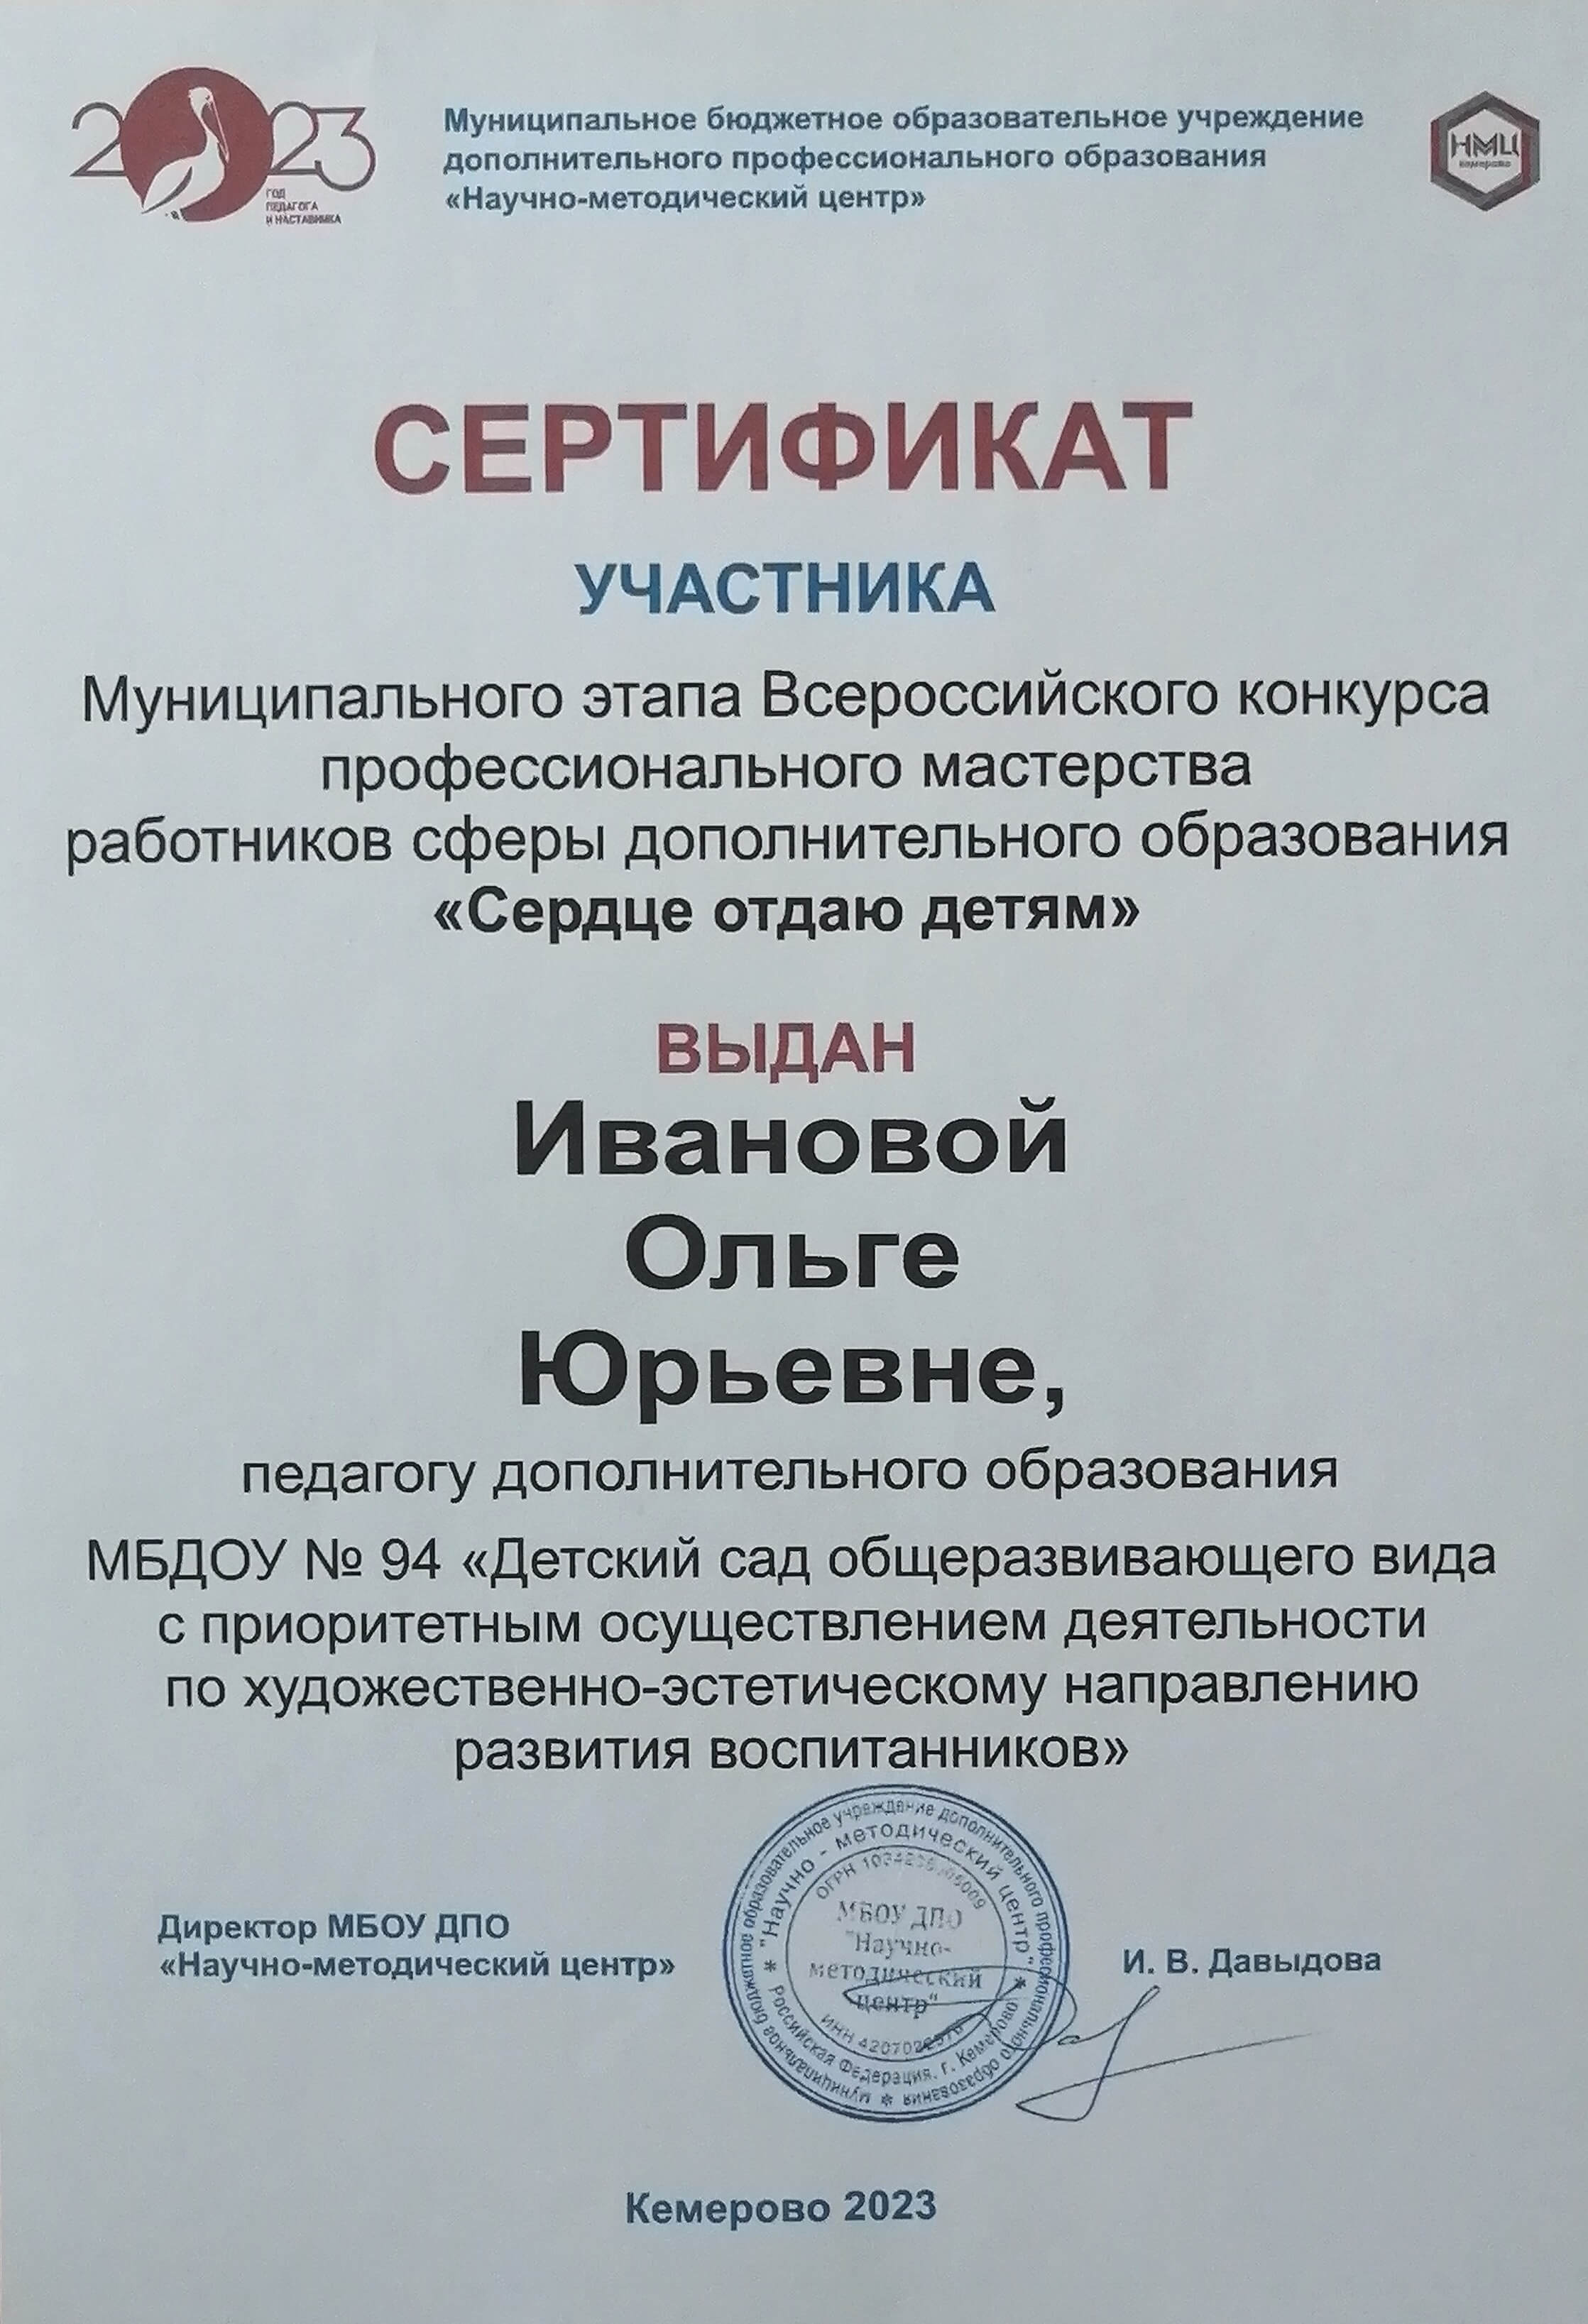 2023
ГОД
ПЕДАГОГА
И НАСТАВНИКА
Муниципальное бюджетное образовательное учреждение
дополнительного профессионального образования
«Научно-методический центр»
НМЦ
кемерово
СЕРТИФИКАТ
УЧАСТНИКА
Муниципального этапа Всероссийского конкурса
профессионального мастерства
работников сферы дополнительного образования
«Сердце отдаю детям»
ВЫДАН
Ивановой
Ольге
Юрьевне,
педагогу дополнительного образования
МБДОУ № 94 «Детский сад общеразвивающего вида
с приоритетным осуществлением деятельности
по художественно-эстетическому направлению
развития воспитанников»
Директор МБОУ ДПО
«Научно-методический центр»
муниципальное бюджетное образовательное учреждение дополнительного профессионального образования
"Научно - методический центр"
Российская Федерация, г. Кемерово
ОГРН
ИНН
МБОУ ДПО
"Научно-
методический
центр"
И. В. Давыдова
Кемерово 2023